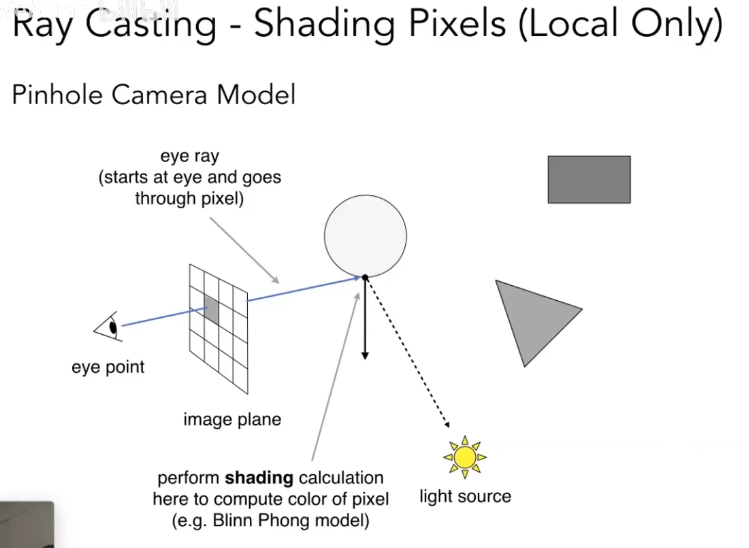 Ray Casting - Shading Pixels (Local Only)
Pinhole Camera Model
eye ray
(starts at eye and goes
through pixel)
eye point
image plane
perform shading calculation
here to compute color of pixel
(e.g. Blinn Phong model)
light source